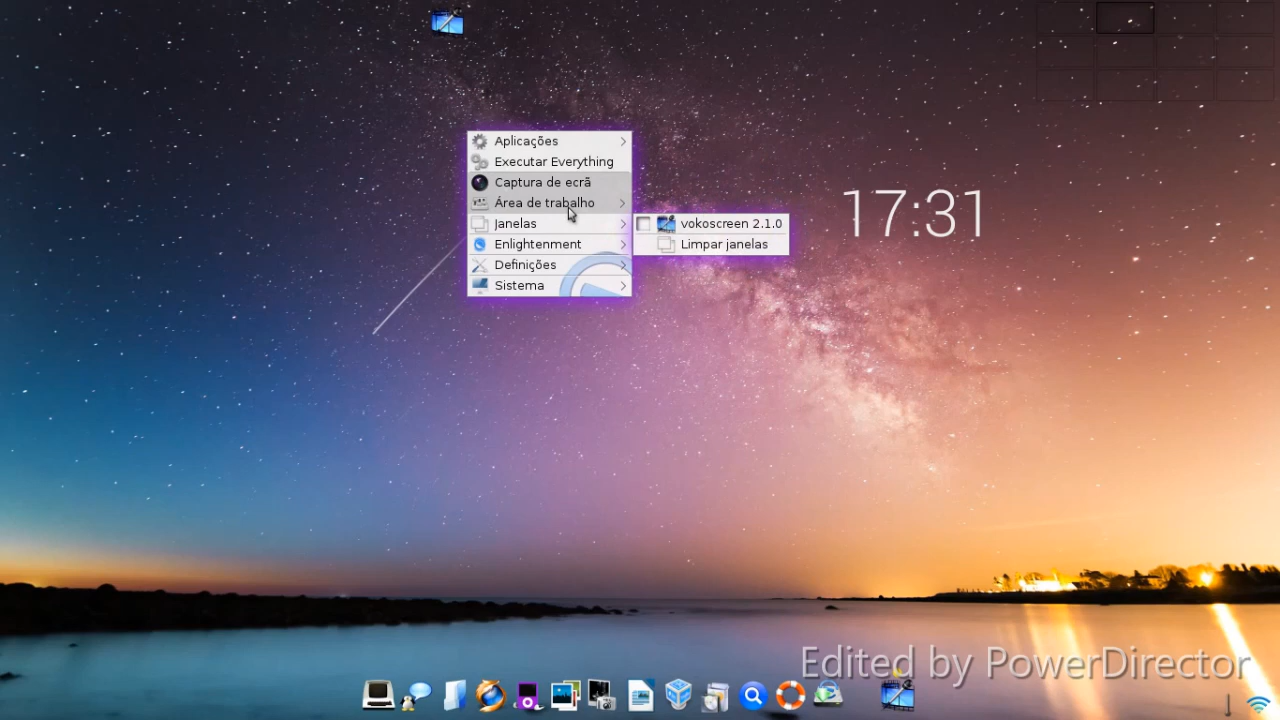 Aplicações
Executar Everything
Captura de ecrã
Área de trabalho
Janelas
Enlightenment
Definições
Sistema
vokoscreen 2.1.0
Limpar janelas
17:31
Edited by PowerDirector